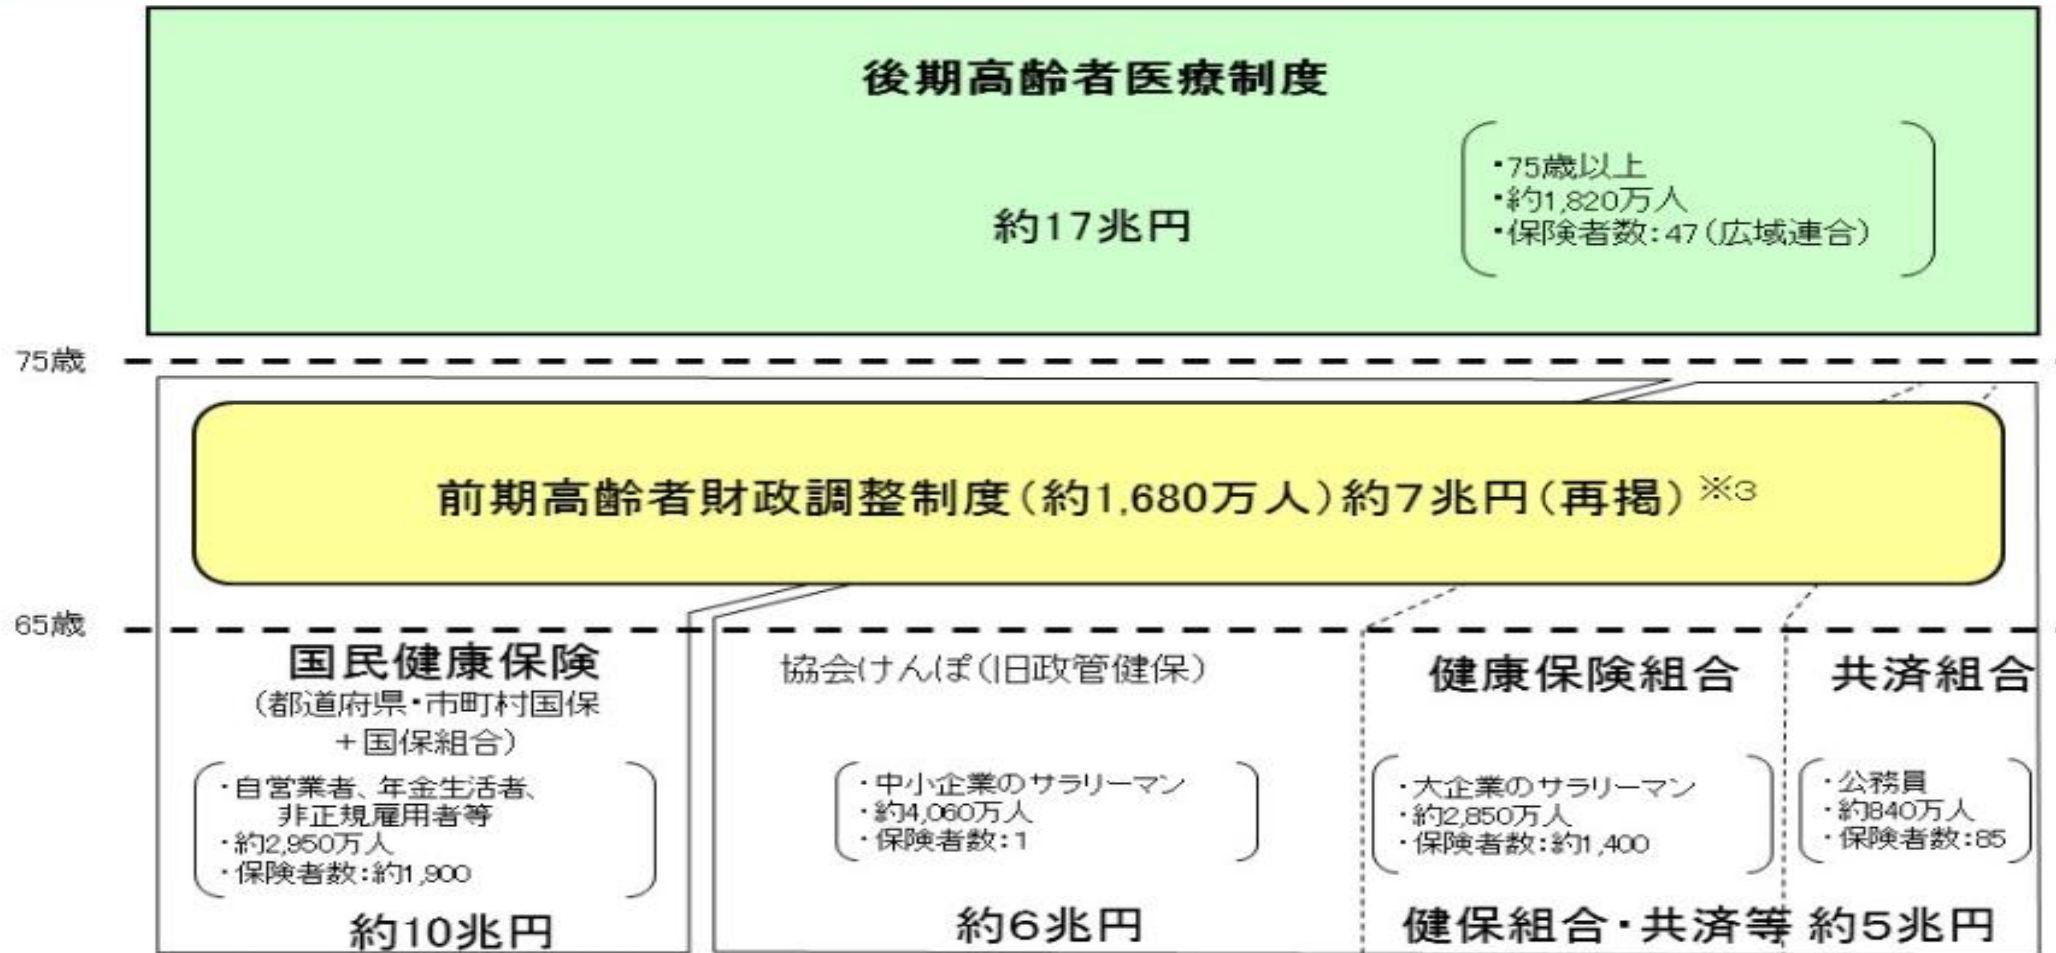 後期高齢者医療制度
約17兆円
・75歳以上
・約1,820万人
・保険者数:47(広域連合)
75歳
前期高齢者財政調整制度(約1,680万人)約7兆円(再掲)※3
65歳
国民健康保険
(都道府県・市町村国保
+国保組合)
・自営業者、年金生活者、
非正規雇用者等
・約2,950万人
・保険者数:約1,900
約10兆円
協会けんぽ(旧政管健保)
・中小企業のサラリーマン
・約4,060万人
・保険者数:1
約6兆円
健康保険組合
・大企業のサラリーマン
・約2,850万人
・保険者数:約1,400
共済組合
・公務員
・約840万人
・保険者数:85
健保組合・共済等 約5兆円